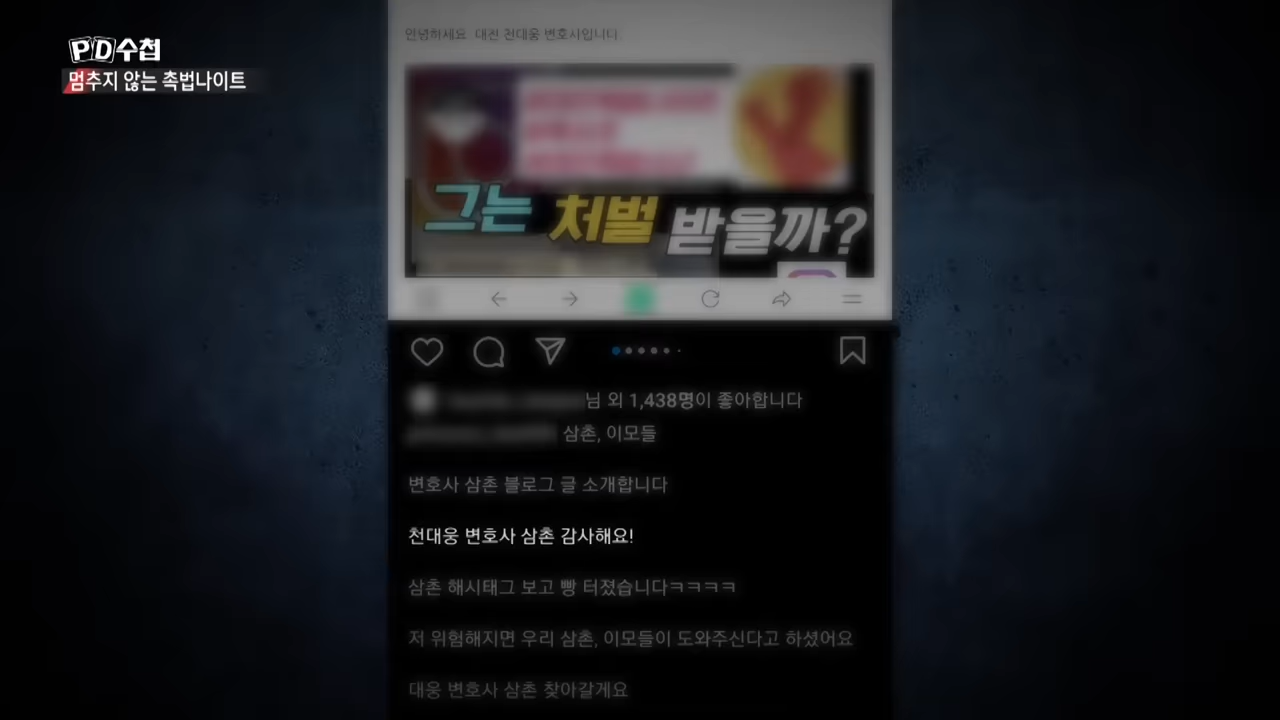 PD수첩
멈추지 않는 촉법나이트
안녕하세요. 대전 천대웅 변호사입니다
그는 처벌 받을까?
님 외 1,438명이 좋아합니다
삼촌, 이모들
변호사 삼촌 블로그 글 소개합니다
천대웅 변호사 삼촌 감사해요!
삼촌 해시태그 보고 빵 터졌습니다ㅋㅋㅋㅋ
저 위험해지면 우리 삼촌, 이모들이 도와주신다고 하셨어요
대웅 변호사 삼촌 찾아갈게요